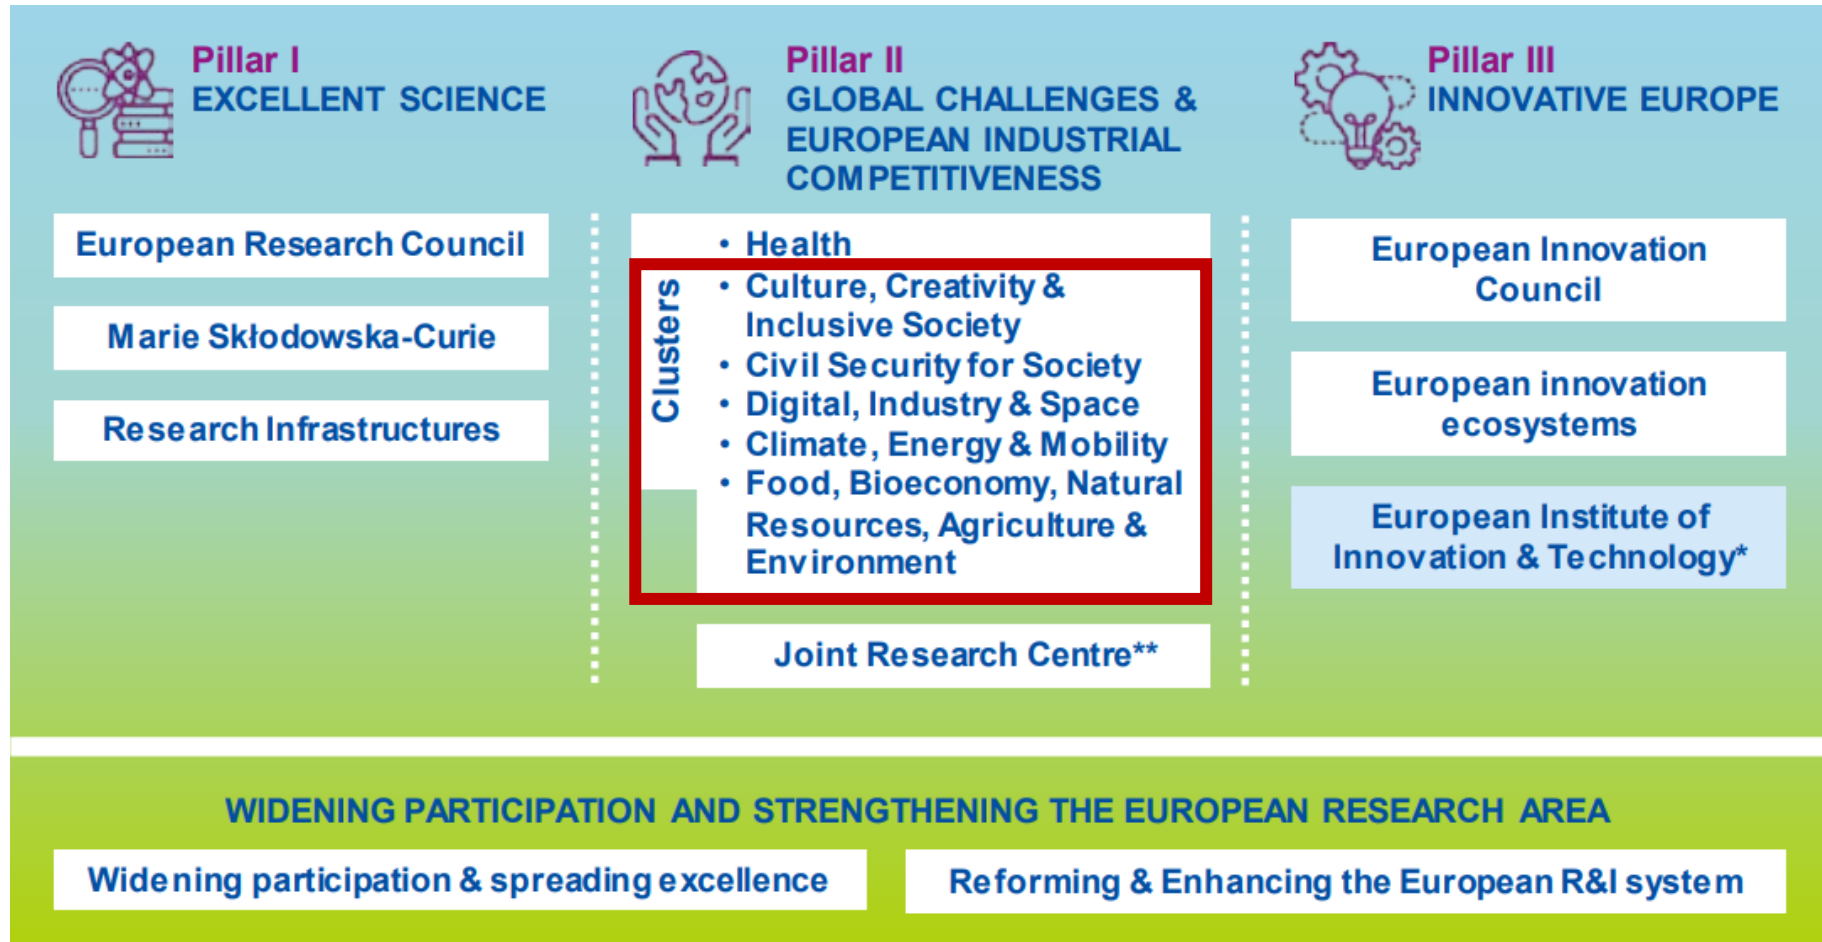 Pillar I
EXCELLENT SCIENCE
European Research Council
Marie Skłodowska-Curie
Research Infrastructures
Pillar II
GLOBAL CHALLENGES &
EUROPEAN INDUSTRIAL
COMPETITIVENESS
Clusters
• Health
• Culture, Creativity &
Inclusive Society
• Civil Security for Society
• Digital, Industry & Space
• Climate, Energy & Mobility
• Food, Bioeconomy, Natural
Resources, Agriculture &
Environment
Joint Research Centre**
Pillar III
INNOVATIVE EUROPE
European Innovation
Council
European innovation
ecosystems
European Institute of
Innovation & Technology*
WIDENING PARTICIPATION AND STRENGTHENING THE EUROPEAN RESEARCH AREA
Widening participation & spreading excellence
Reforming & Enhancing the European R&I system